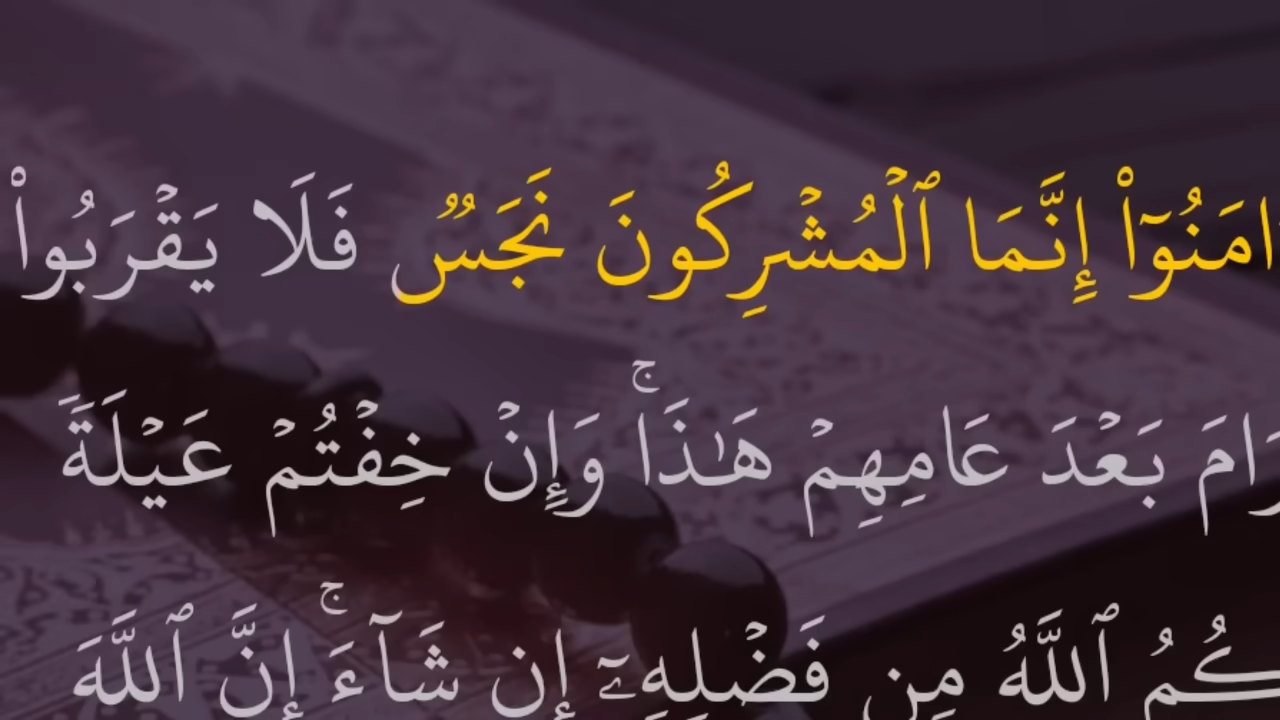 امَنُوٓا۟ إِنَّمَا ٱلْمُشْرِكُونَ نَجَسٌ فَلَا يَقْرَبُوا۟
رَامَ بَعْدَ عَامِهِمْ هَـٰذَا ۚ وَإِنْ خِفْتُمْ عَيْلَةً
كُمُ ٱللَّهُ مِن فَضْلِهِۦٓ إِن شَآءَ ۚ إِنَّ ٱللَّهَ